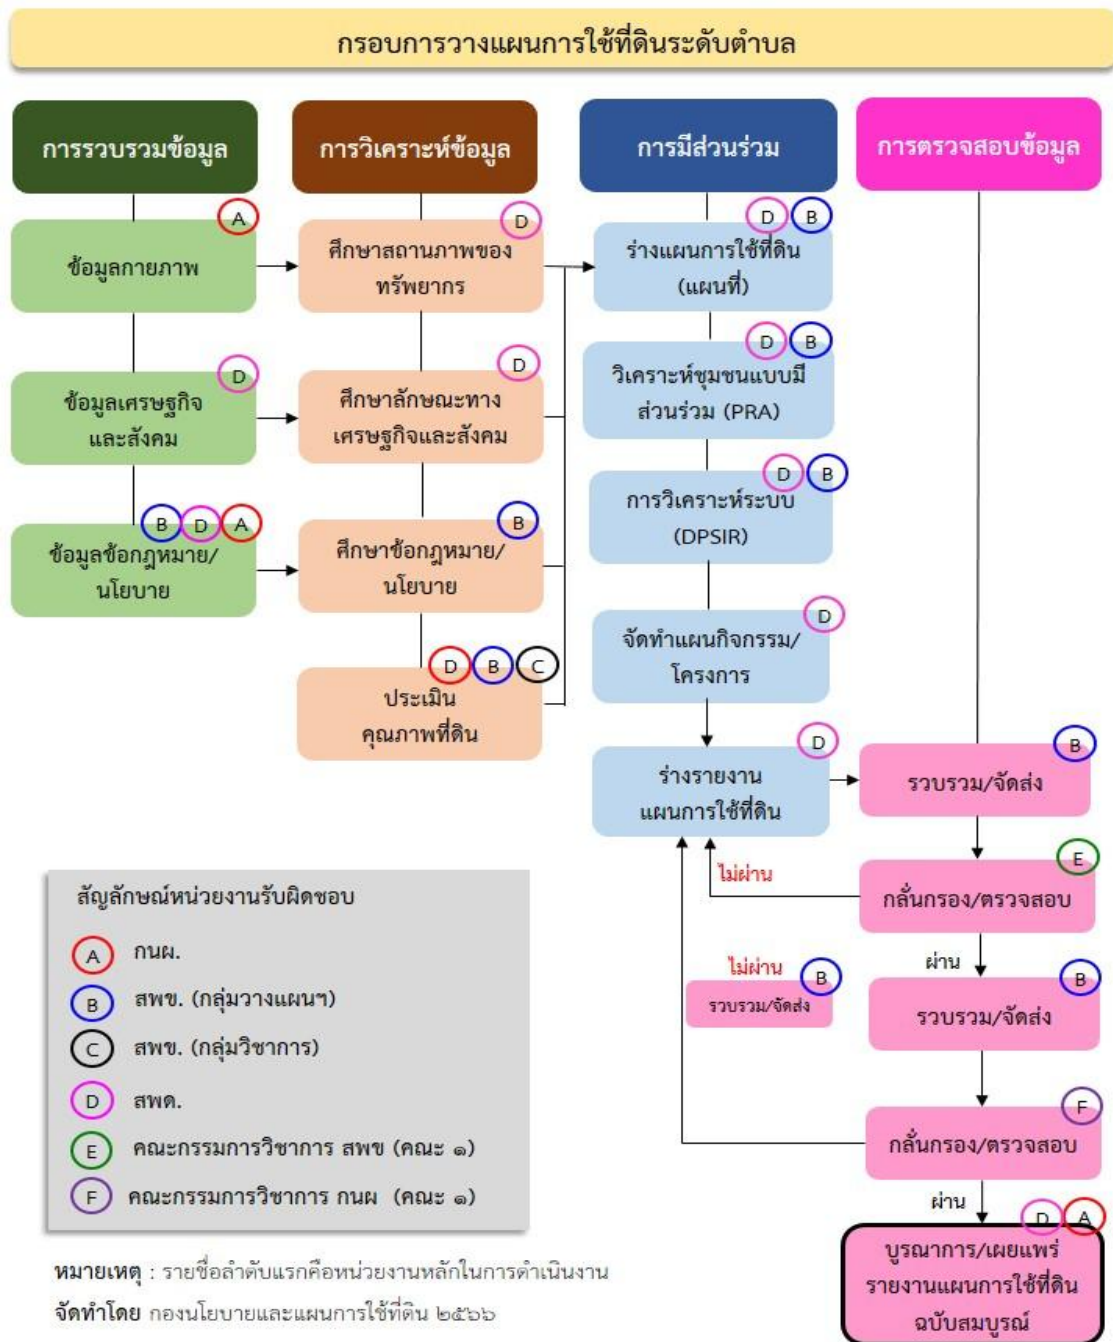 กรอบการวางแผนการใช้ที่ดินระดับตำบล
การรวบรวมข้อมูล
การวิเคราะห์ข้อมูล
การมีส่วนร่วม
การตรวจสอบข้อมูล
A
ข้อมูลกายภาพ
D
ข้อมูลเศรษฐกิจ
และสังคม
B D A
ข้อมูลข้อกฎหมาย/
นโยบาย
D
ศึกษาสถานภาพของ
ทรัพยากร
D
ศึกษาลักษณะทาง
เศรษฐกิจและสังคม
B
ศึกษาข้อกฎหมาย/
นโยบาย
D B C
ประเมิน
คุณภาพที่ดิน
D B
ร่างแผนการใช้ที่ดิน
(แผนที่)
D B
วิเคราะห์ชุมชนแบบมี
ส่วนร่วม (PRA)
D B
การวิเคราะห์ระบบ
(DPSIR)
D
จัดทำแผนกิจกรรม/
โครงการ
D
ร่างรายงาน
แผนการใช้ที่ดิน
B
รวบรวม/จัดส่ง
E
กลั่นกรอง/ตรวจสอบ
ไม่ผ่าน
ผ่าน
ไม่ผ่าน
B
รวบรวม/จัดส่ง
B
รวบรวม/จัดส่ง
F
กลั่นกรอง/ตรวจสอบ
ผ่าน
D A
บูรณาการ/เผยแพร่
รายงานแผนการใช้ที่ดิน
ฉบับสมบูรณ์
สัญลักษณ์หน่วยงานรับผิดชอบ
A กนผ.
B สพข. (กลุ่มวางแผนฯ)
C สพข. (กลุ่มวิชาการ)
D สพด.
E คณะกรรมการวิชาการ สพข (คณะ ๑)
F คณะกรรมการวิชาการ กนผ (คณะ ๑)
หมายเหตุ : รายชื่อลำดับแรกคือหน่วยงานหลักในการดำเนินงาน
จัดทำโดย กองนโยบายและแผนการใช้ที่ดิน ๒๕๖๖